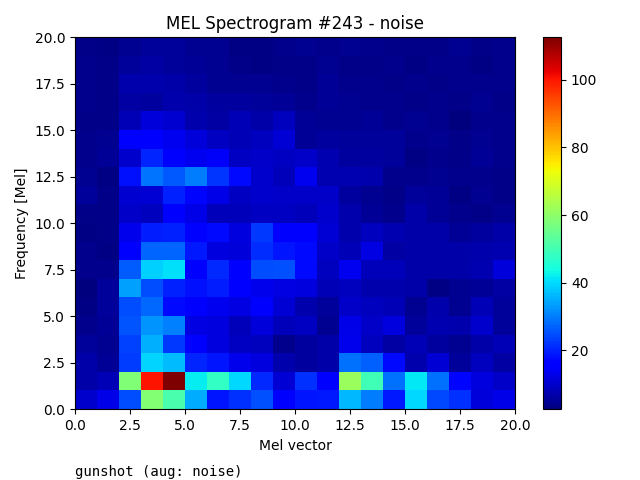 MEL Spectrogram #243 - noise
20.0
17.5
15.0
12.5
10.0
7.5
5.0
2.5
0.0
Frequency [Mel]
0.0 2.5 5.0 7.5 10.0 12.5 15.0 17.5 20.0
Mel vector
100
80
60
40
20
gunshot (aug: noise)